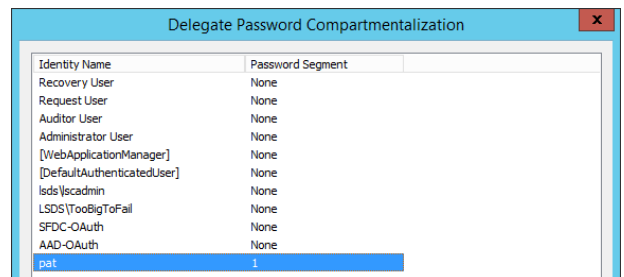 Delegate Password Compartmentalization
x
Identity Name Password Segment
Recovery User None
Request User None
Auditor User None
Administrator User None
[WebApplicationManager] None
[DefaultAuthenticatedUser] None
lsds\lscadmin None
LSDS\TooBigToFail None
SFDC-OAuth None
AAD-OAuth None
pat 1